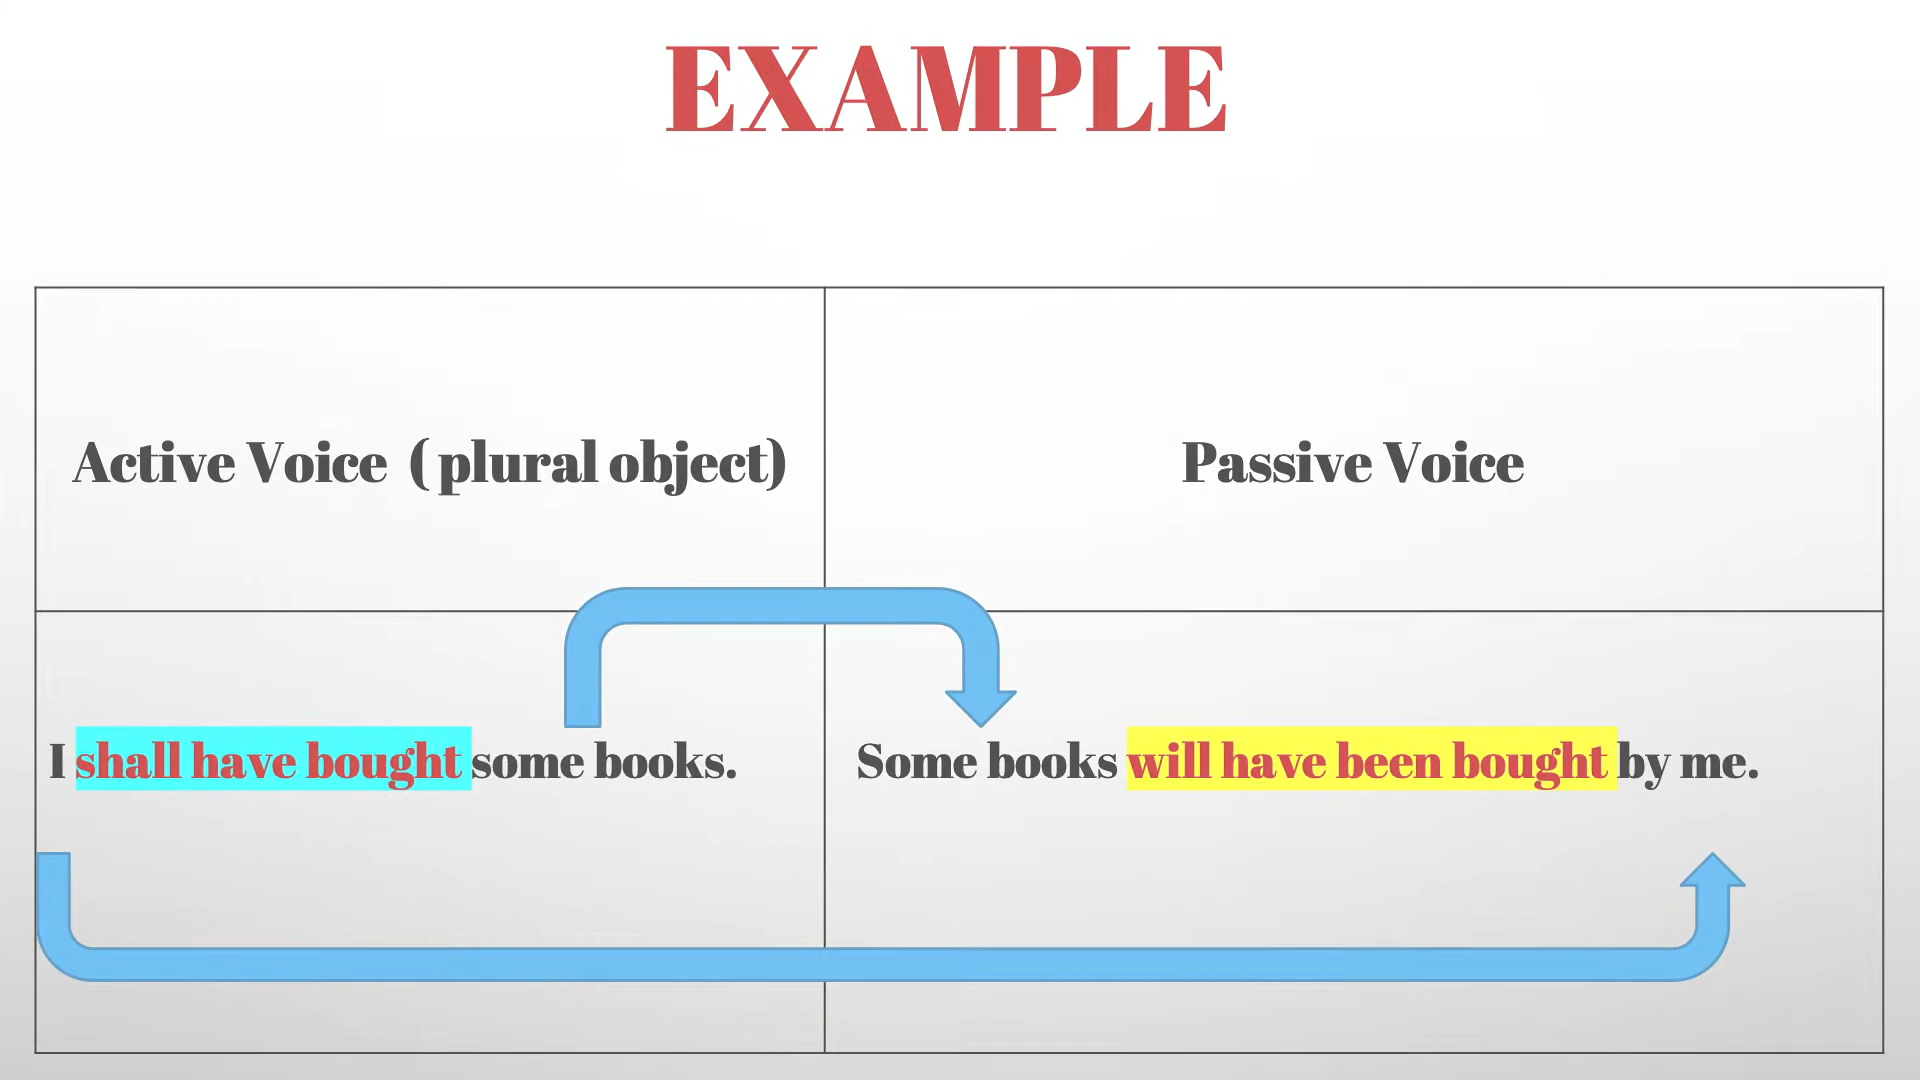 EXAMPLE
Active Voice ( plural object)
Passive Voice
I shall have bought some books.
Some books will have been bought by me.